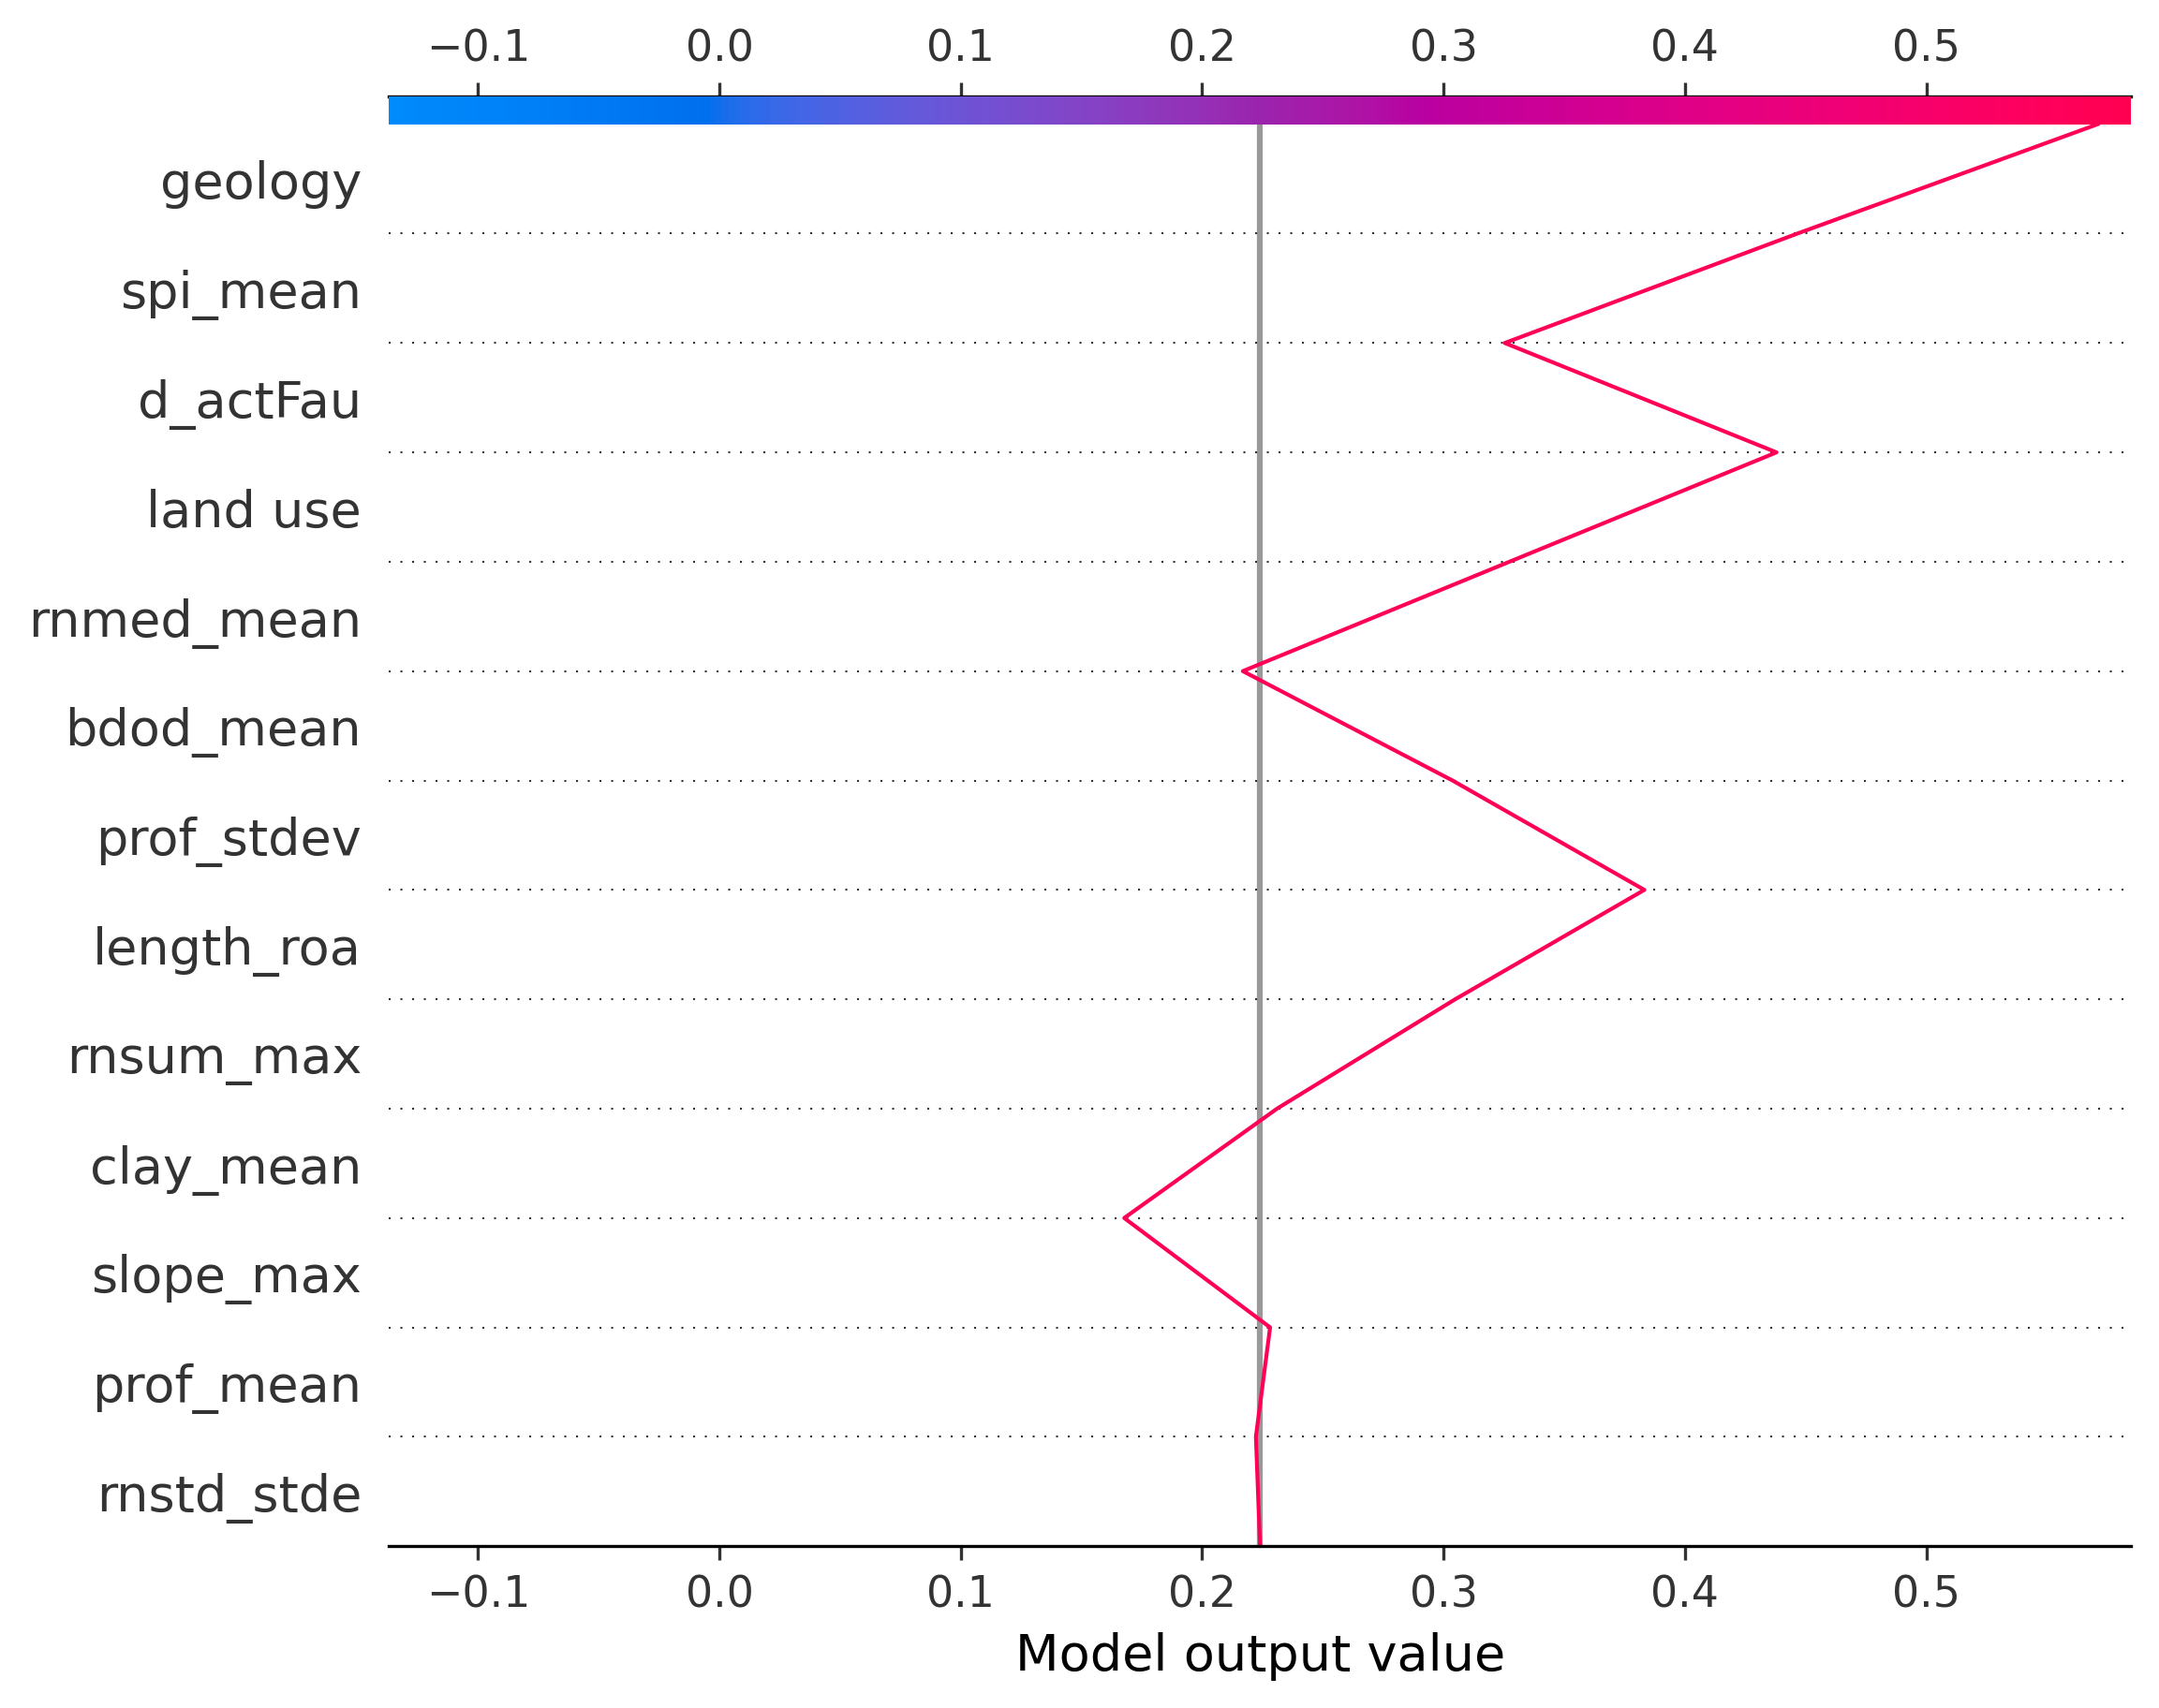 −0.1 0.0 0.1 0.2 0.3 0.4 0.5
geology
spi_mean
d_actFau
land use
rnmed_mean
bdod_mean
prof_stdev
length_roa
rnsum_max
clay_mean
slope_max
prof_mean
rnstd_stde
−0.1 0.0 0.1 0.2 0.3 0.4 0.5
Model output value